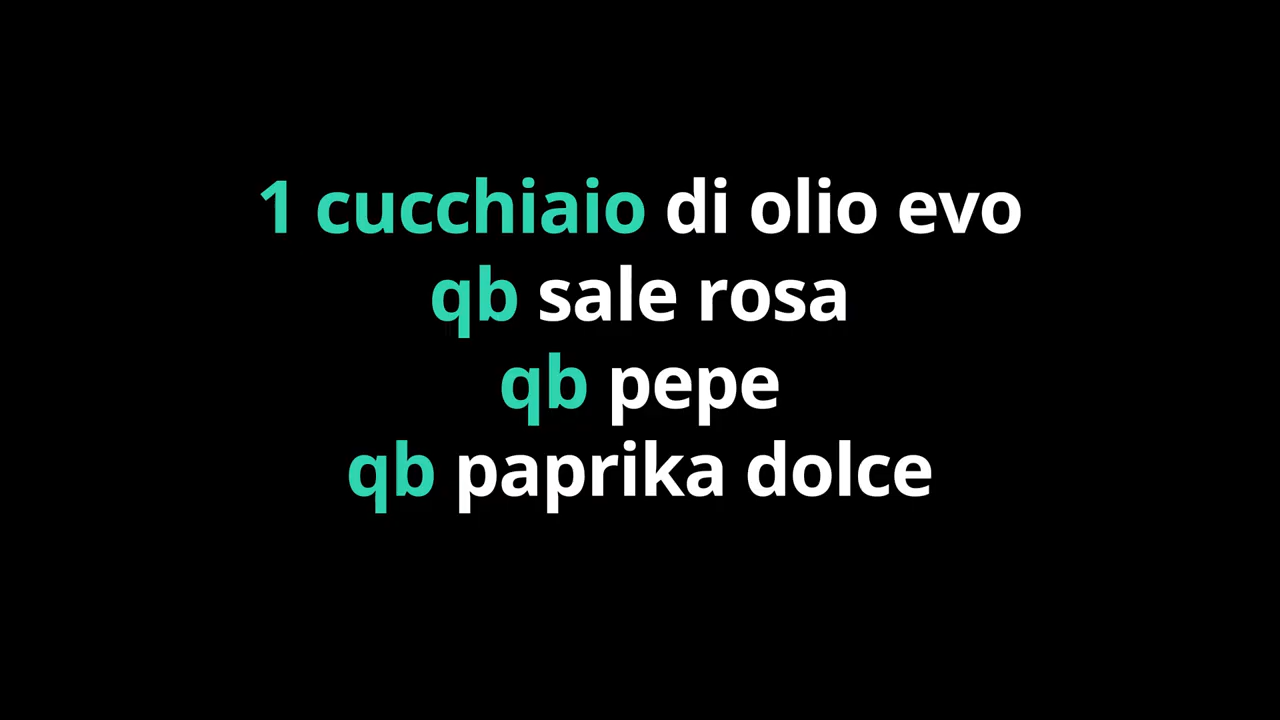 1 cucchiaio di olio evo
qb sale rosa
qb pepe
qb paprika dolce